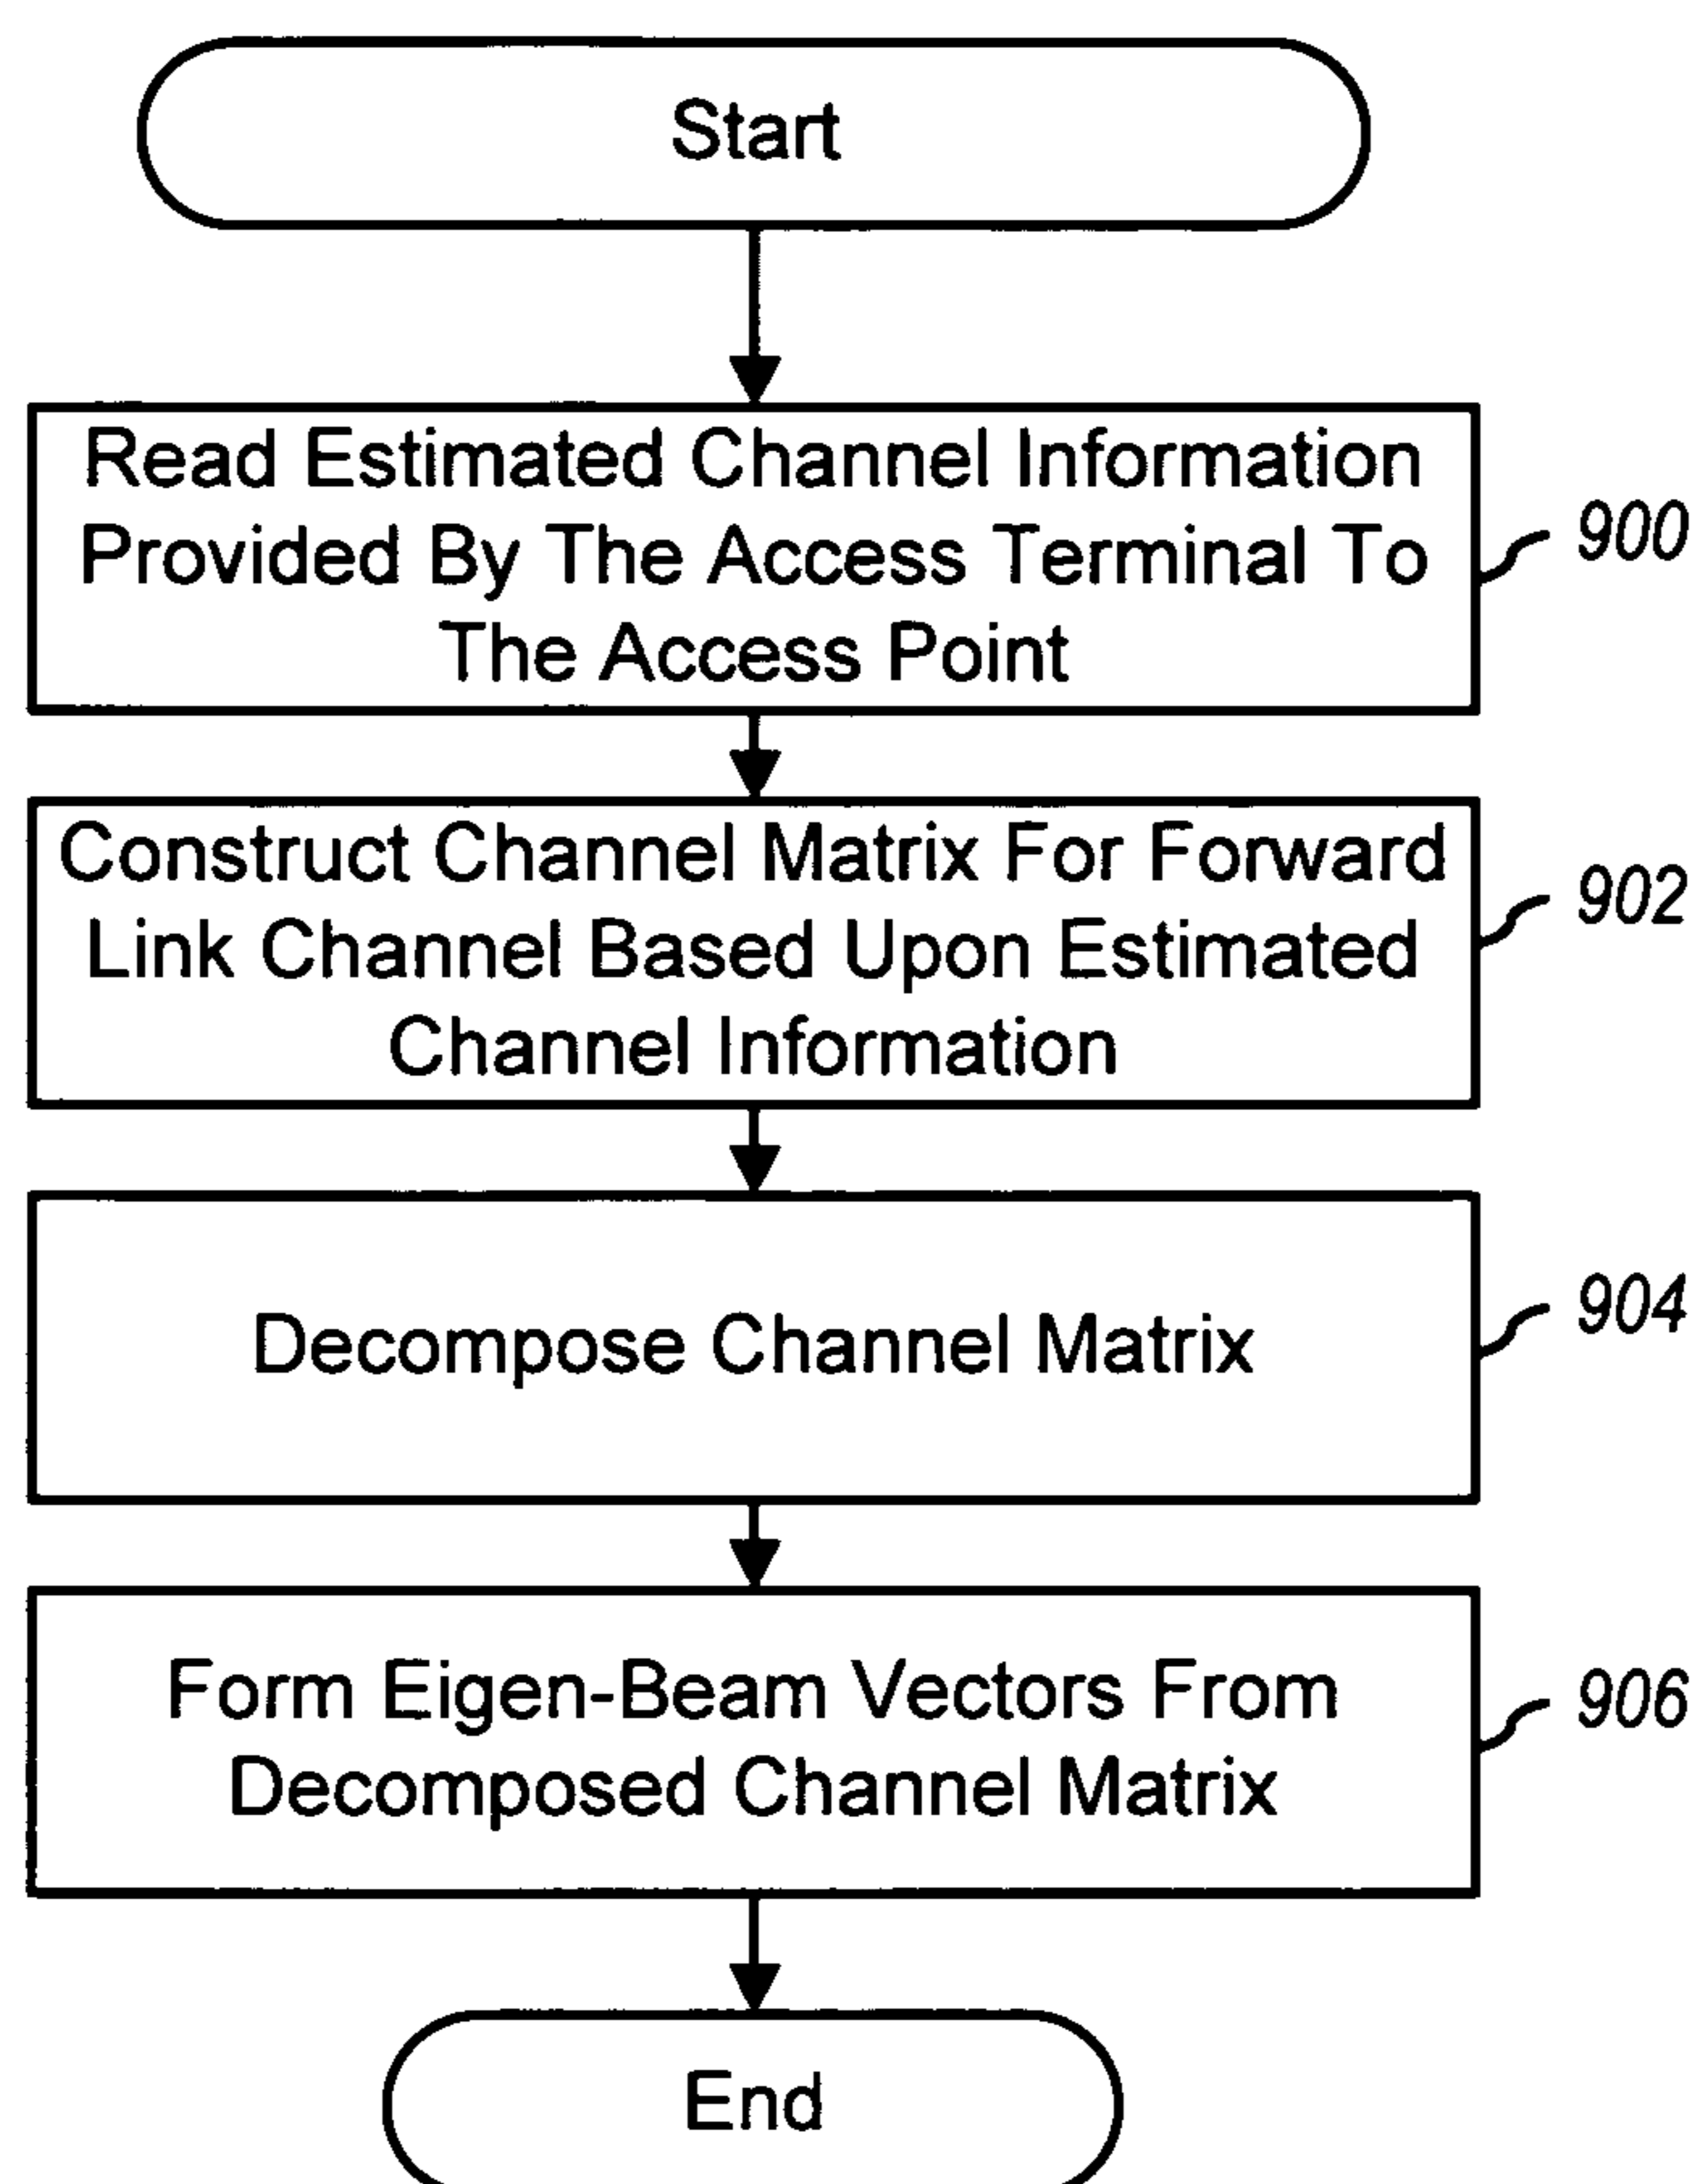 Start
Read Estimated Channel Information
Provided By The Access Terminal To
The Access Point
900
Construct Channel Matrix For Forward
Link Channel Based Upon Estimated
Channel Information
902
Decompose Channel Matrix
904
Form Eigen-Beam Vectors From
Decomposed Channel Matrix
906
End